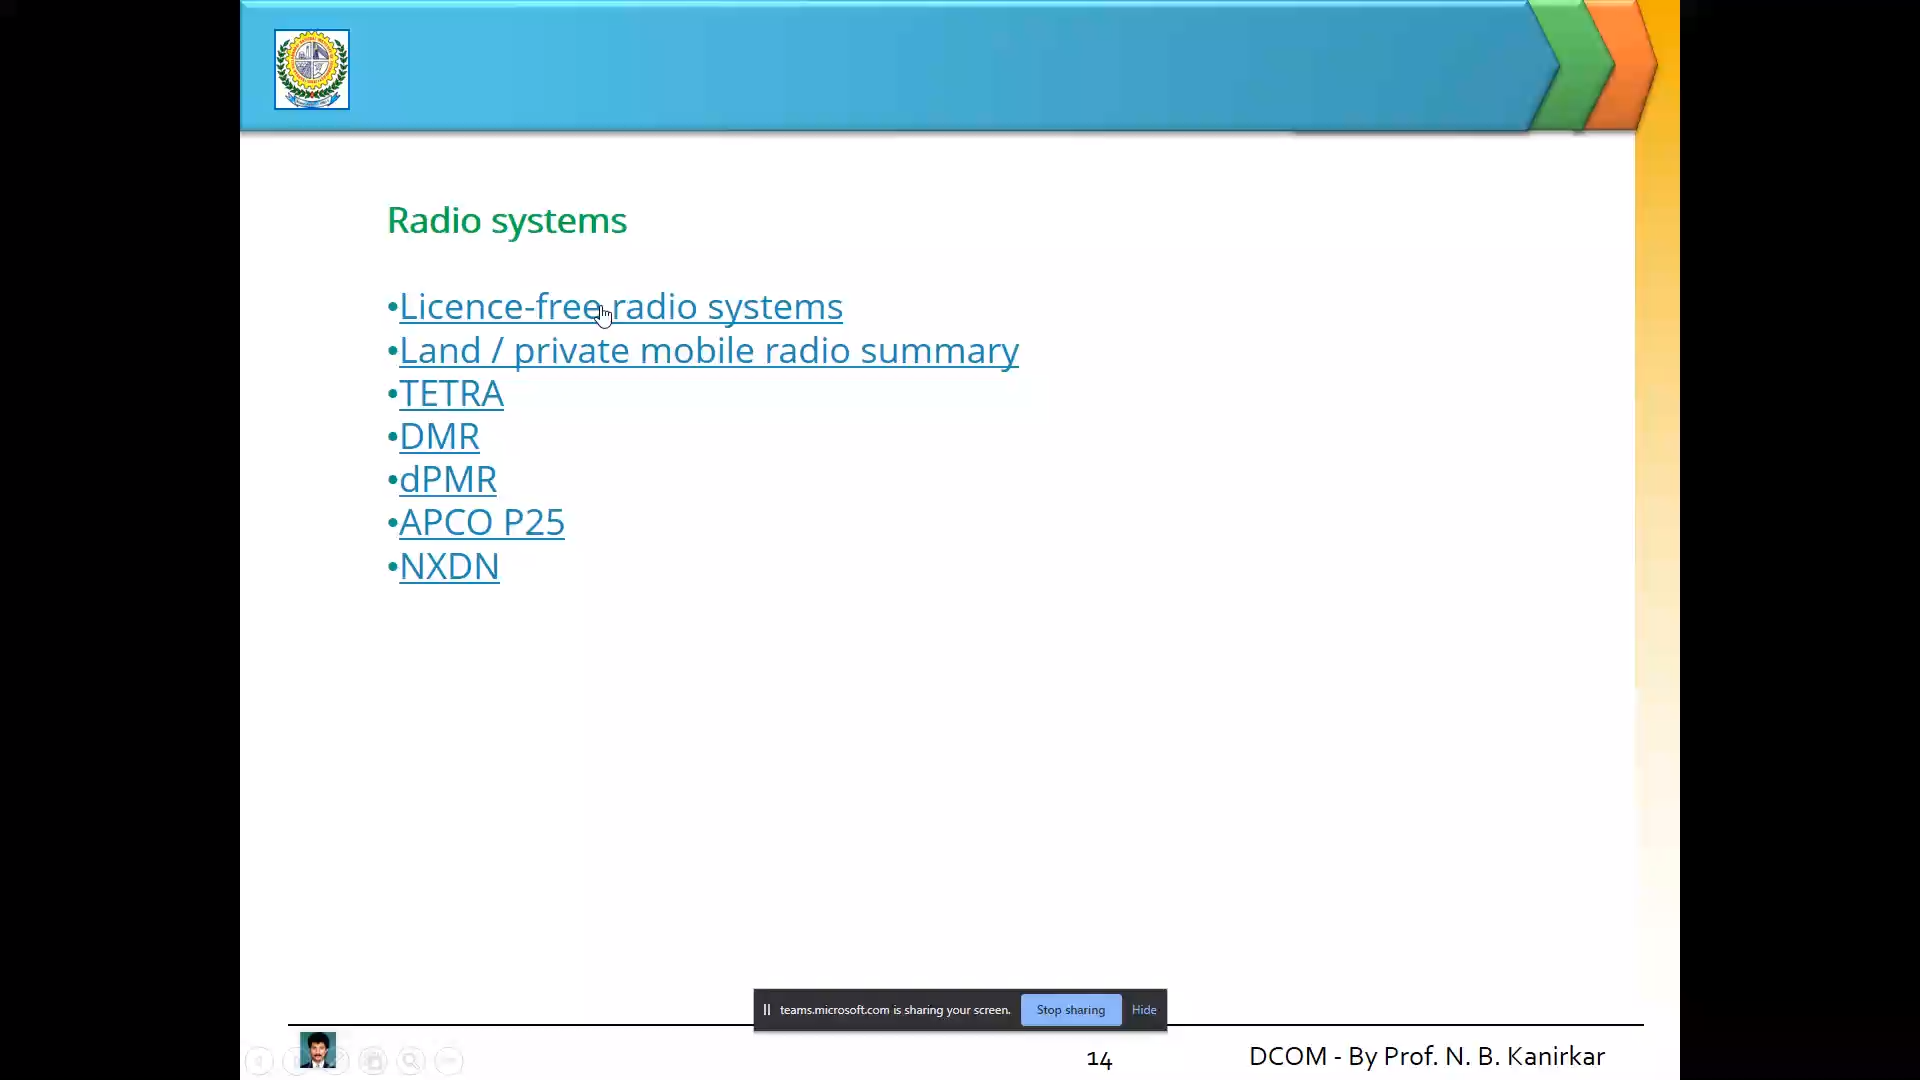 Radio systems
•Licence-free radio systems
•Land / private mobile radio summary
•TETRA
•DMR
•dPMR
•APCO P25
•NXDN
teams.microsoft.com is sharing your screen. Stop sharing Hide
14 DCOM - By Prof. N. B. Kanirkar